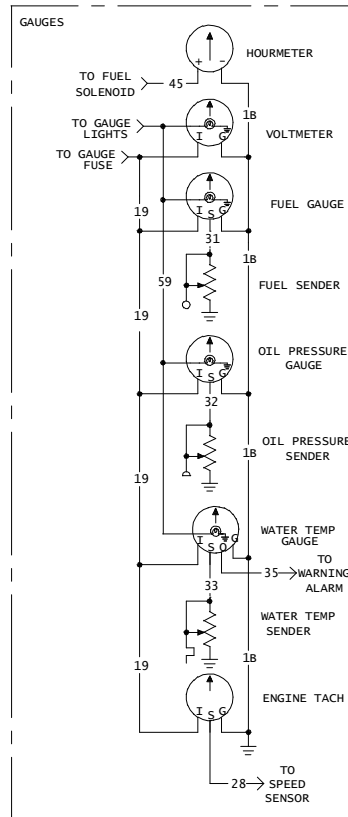 GAUGES
HOURMETER
+ -
TO FUEL
SOLENOID
45
1B
TO GAUGE
LIGHTS
I G
VOLTMETER
TO GAUGE
FUSE
FUEL GAUGE
I S G
19
31
1B
59
FUEL SENDER
19
OIL PRESSURE
GAUGE
I S G
32
OIL PRESSURE
SENDER
1B
19
WATER TEMP
GAUGE
I S O G
TO
WARNING
ALARM
35
33
WATER TEMP
SENDER
19
1B
ENGINE TACH
I S G
28
TO
SPEED
SENSOR